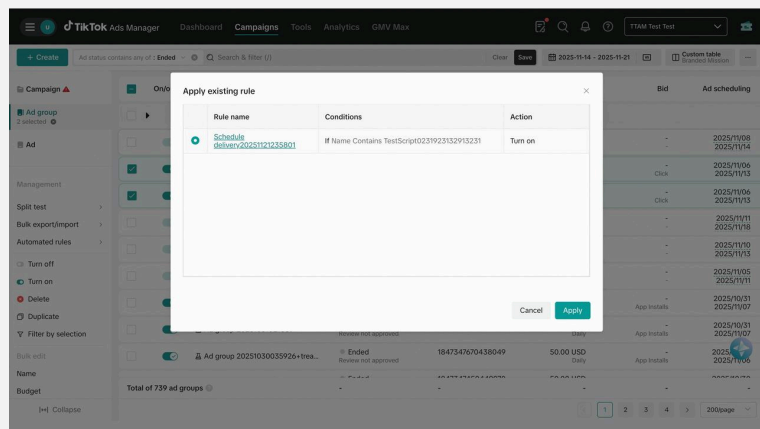 U
TikTok Ads Manager
Dashboard
Campaigns
Tools
Analytics
GMV Max
TTAM Test Test
+ Create
Ad status contains any of : Ended
Search & filter (/)
Clear
Save
2025-11-14 - 2025-11-21
Custom table
Branded Mission
Campaign
Ad group
2 selected
Ad
Management
Split test
Bulk export/import
Automated rules
Turn off
Turn on
Delete
Duplicate
Filter by selection
Bulk edit
Name
Budget
Collapse
On/o
Bid
Ad scheduling
Apply existing rule
Rule name
Conditions
Action
Schedule
delivery20251121235801
If Name Contains TestScript0231923132913231
Turn on
Cancel
Apply
- 2025/11/08
- 2025/11/14
- 2025/11/06
Click 2025/11/13
- 2025/11/06
Click 2025/11/13
- 2025/11/11
- 2025/11/18
- 2025/11/10
- 2025/11/13
- 2025/11/05
- 2025/11/11
- 2025/10/31
App Installs 2025/11/07
Review not approved
Daily
- 2025/10/31
App Installs 2025/11/07
Ad group 20251030035926+trea...
Ended
Review not approved
1847347670438049
50.00 USD
Daily
-
App Installs
2025/11/06
Total of 739 ad groups
- - - -
1 2 3 4
200/page